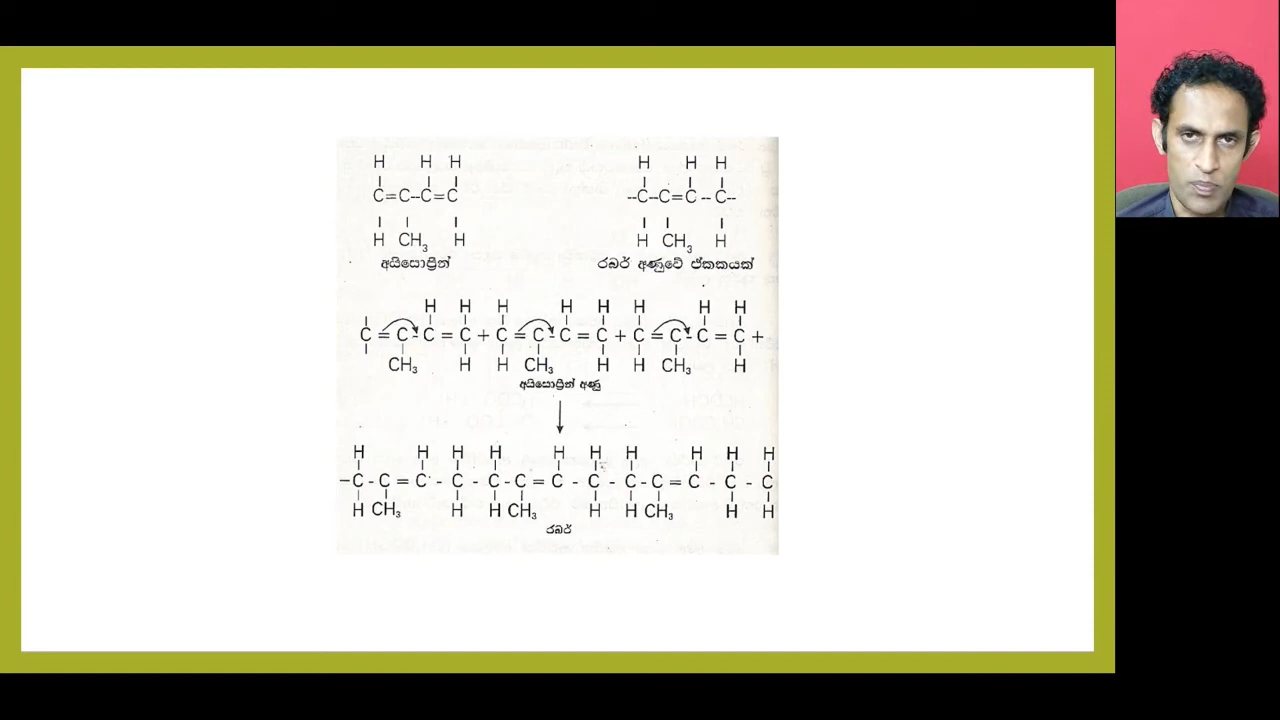 H H H H H H
C=C--C=C --C--C=C--C--
H CH3 H H CH3 H
අයිසොප්‍රීන් රබර් අණුවේ ඒකකයක්
H H H H H H H H
C = C - C = C + C = C - C = C + C = C - C = C +
CH3 H H CH3 H H CH3 H
අයිසොප්‍රීන් අණු
H H H H H H H H H H
–C - C = C - C - C - C = C - C - C - C = C - C - C
H CH3 H H CH3 H H CH3 H H
රබර්